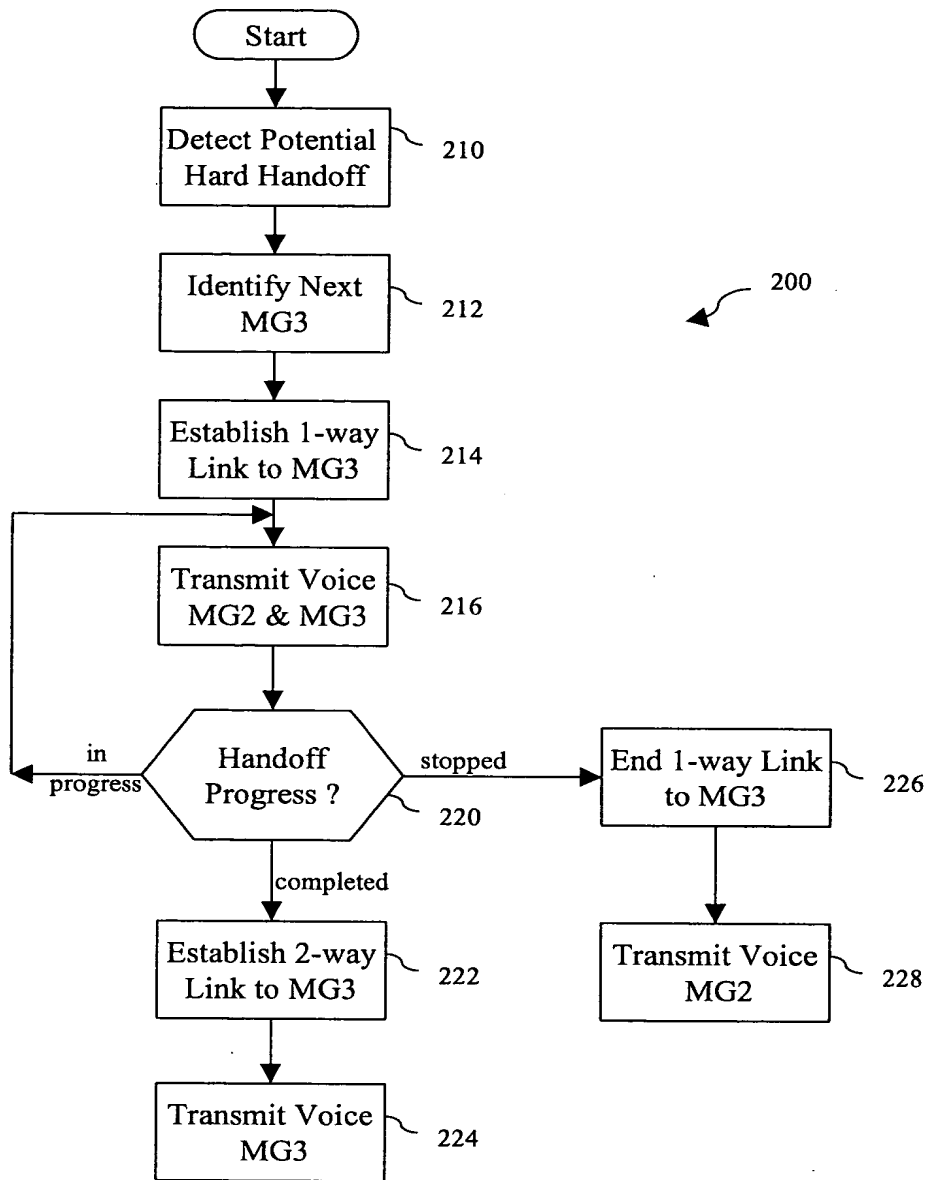 Start
Detect Potential
Hard Handoff
210
Identify Next
MG3
212
200
Establish 1-way
Link to MG3
214
Transmit Voice
MG2 & MG3
216
in
progress
Handoff
Progress ?
220
stopped
End 1-way Link
to MG3
226
completed
Establish 2-way
Link to MG3
222
Transmit Voice
MG2
228
Transmit Voice
MG3
224